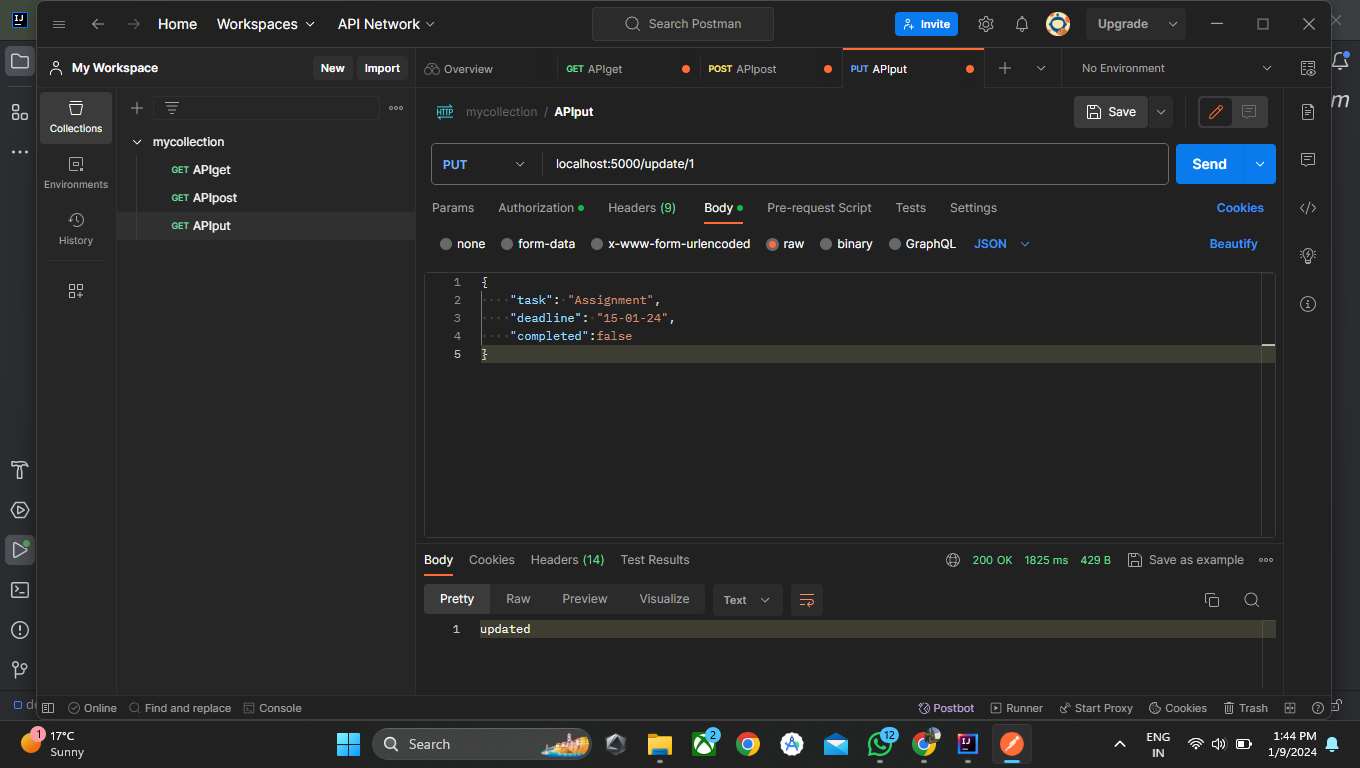 Home
Workspaces
API Network
Search Postman
Invite
Upgrade
My Workspace
New
Import
Overview
GET APIget
POST APIpost
PUT APIput
No Environment
Collections
Environments
History
mycollection
GET APIget
GET APIpost
GET APIput
HTTP
mycollection / APIput
Save
PUT
localhost:5000/update/1
Send
Params
Authorization
Headers (9)
Body
Pre-request Script
Tests
Settings
Cookies
none
form-data
x-www-form-urlencoded
raw
binary
GraphQL
JSON
Beautify
1 {
2 "task": "Assignment",
3 "deadline": "15-01-24",
4 "completed":false
5 }
Body
Cookies
Headers (14)
Test Results
200 OK
1825 ms
429 B
Save as example
Pretty
Raw
Preview
Visualize
Text
1 updated
de
Online
Find and replace
Console
Postbot
Runner
Start Proxy
Cookies
Trash
1
17°C
Sunny
Search
2
12
ENG
IN
1:44 PM
1/9/2024
IJ
m